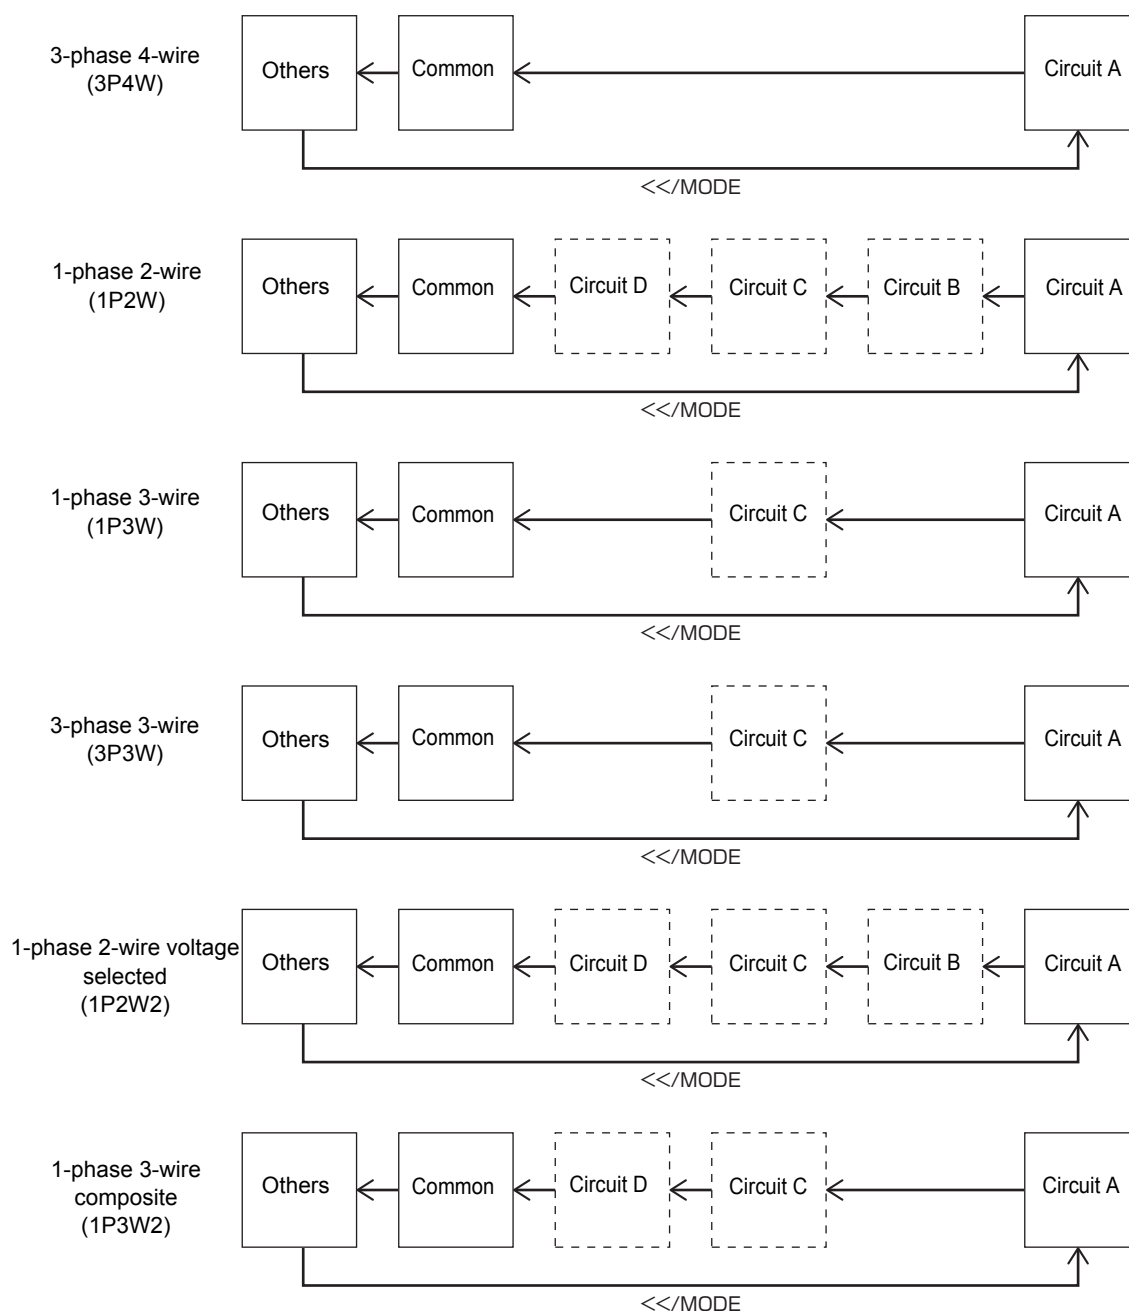 3-phase 4-wire
(3P4W)
Others
Common
Circuit A
<</MODE
1-phase 2-wire
(1P2W)
Others
Common
Circuit D
Circuit C
Circuit B
Circuit A
<</MODE
1-phase 3-wire
(1P3W)
Others
Common
Circuit C
Circuit A
<</MODE
3-phase 3-wire
(3P3W)
Others
Common
Circuit C
Circuit A
<</MODE
1-phase 2-wire voltage
selected
(1P2W2)
Others
Common
Circuit D
Circuit C
Circuit B
Circuit A
<</MODE
1-phase 3-wire
composite
(1P3W2)
Others
Common
Circuit D
Circuit C
Circuit A
<</MODE